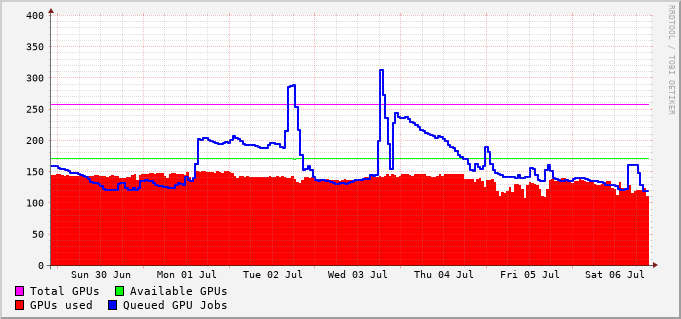 400
350
300
250
200
150
100
50
0
Sun 30 Jun Mon 01 Jul Tue 02 Jul Wed 03 Jul Thu 04 Jul Fri 05 Jul Sat 06 Jul
Total GPUs Available GPUs
GPUs used Queued GPU Jobs
RRDTOOL / TOBI OETIKER